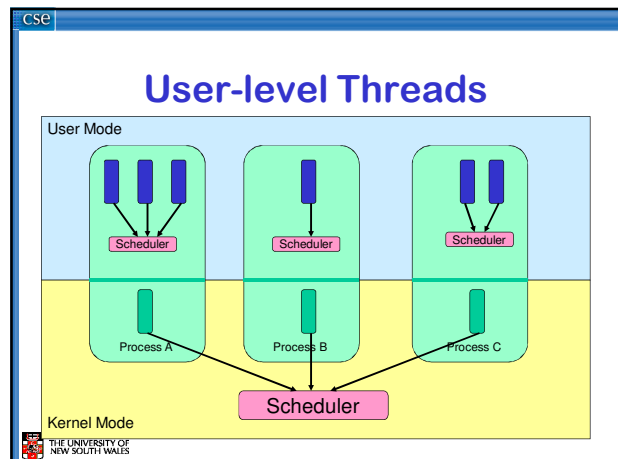 cse
User-level Threads
User Mode
Scheduler
Scheduler
Scheduler
Process A
Process B
Process C
Scheduler
Kernel Mode
THE UNIVERSITY OF
NEW SOUTH WALES